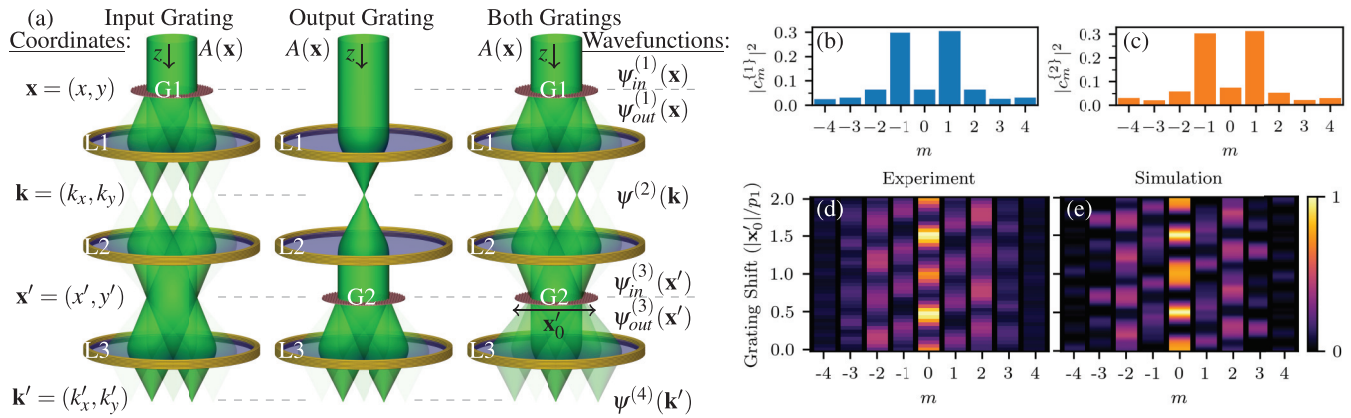 (a) Input Grating Output Grating Both Gratings
Coordinates: z A(x) A(x) z A(x) z Wavefunctions:
x = (x, y) G1 G1 ψ_in^(1)(x)
ψ_out^(1)(x)
L1 L1 L1
k = (k_x, k_y) ψ^(2)(k)
L2 L2 L2
x′ = (x′, y′) G2 G2 ψ_in^(3)(x′)
x′_0 ψ_out^(3)(x′)
L3 L3 L3
k′ = (k′_x, k′_y) ψ^(4)(k′)
(b)
|c_m^{1}|^2
0.3
0.2
0.1
0.0
−4 −3 −2 −1 0 1 2 3 4
m
(c)
|c_m^{2}|^2
0.3
0.2
0.1
0.0
−4 −3 −2 −1 0 1 2 3 4
m
Experiment
(d)
Grating Shift (|x′_0|/p_1)
2.0
1.5
1.0
0.5
0.0
-4 -3 -2 -1 0 1 2 3 4
m
Simulation
(e)
-4 -3 -2 -1 0 1 2 3 4
m
1
0